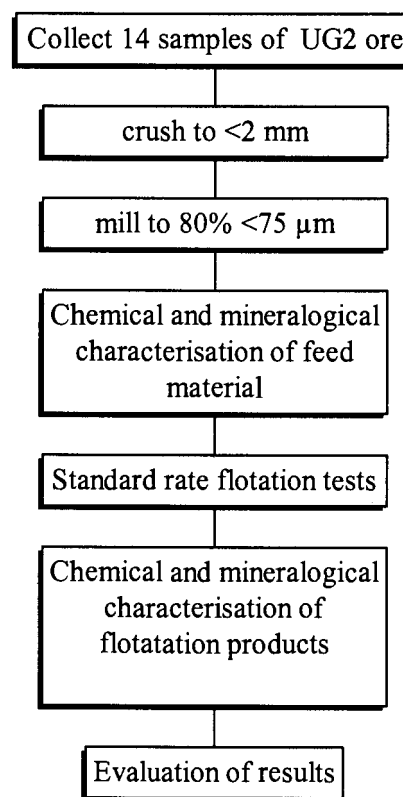 Collect 14 samples of UG2 ore
crush to <2 mm
mill to 80% <75 µm
Chemical and mineralogical
characterisation of feed
material
Standard rate flotation tests
Chemical and mineralogical
characterisation of
flotatation products
Evaluation of results